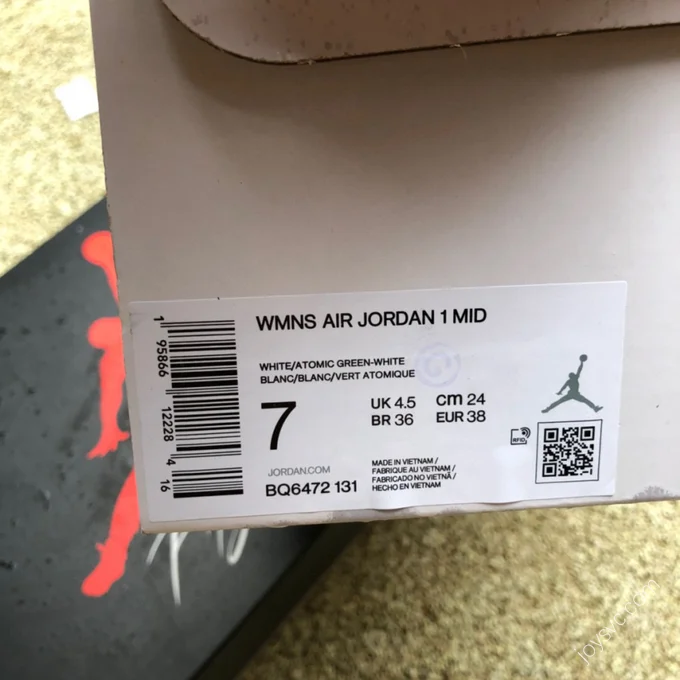 WMNS AIR JORDAN 1 MID
WHITE/ATOMIC GREEN-WHITE
BLANC/BLANC/VERT ATOMIQUE
7
UK 4.5
cm 24
BR 36
EUR 38
JORDAN.COM
BQ6472 131
MADE IN VIETNAM /
FABRIQUE AU VIETNAM /
FABRICADO NO VIETNÃ /
HECHO EN VIETNAM
RFID
1 95866 12228 4 16